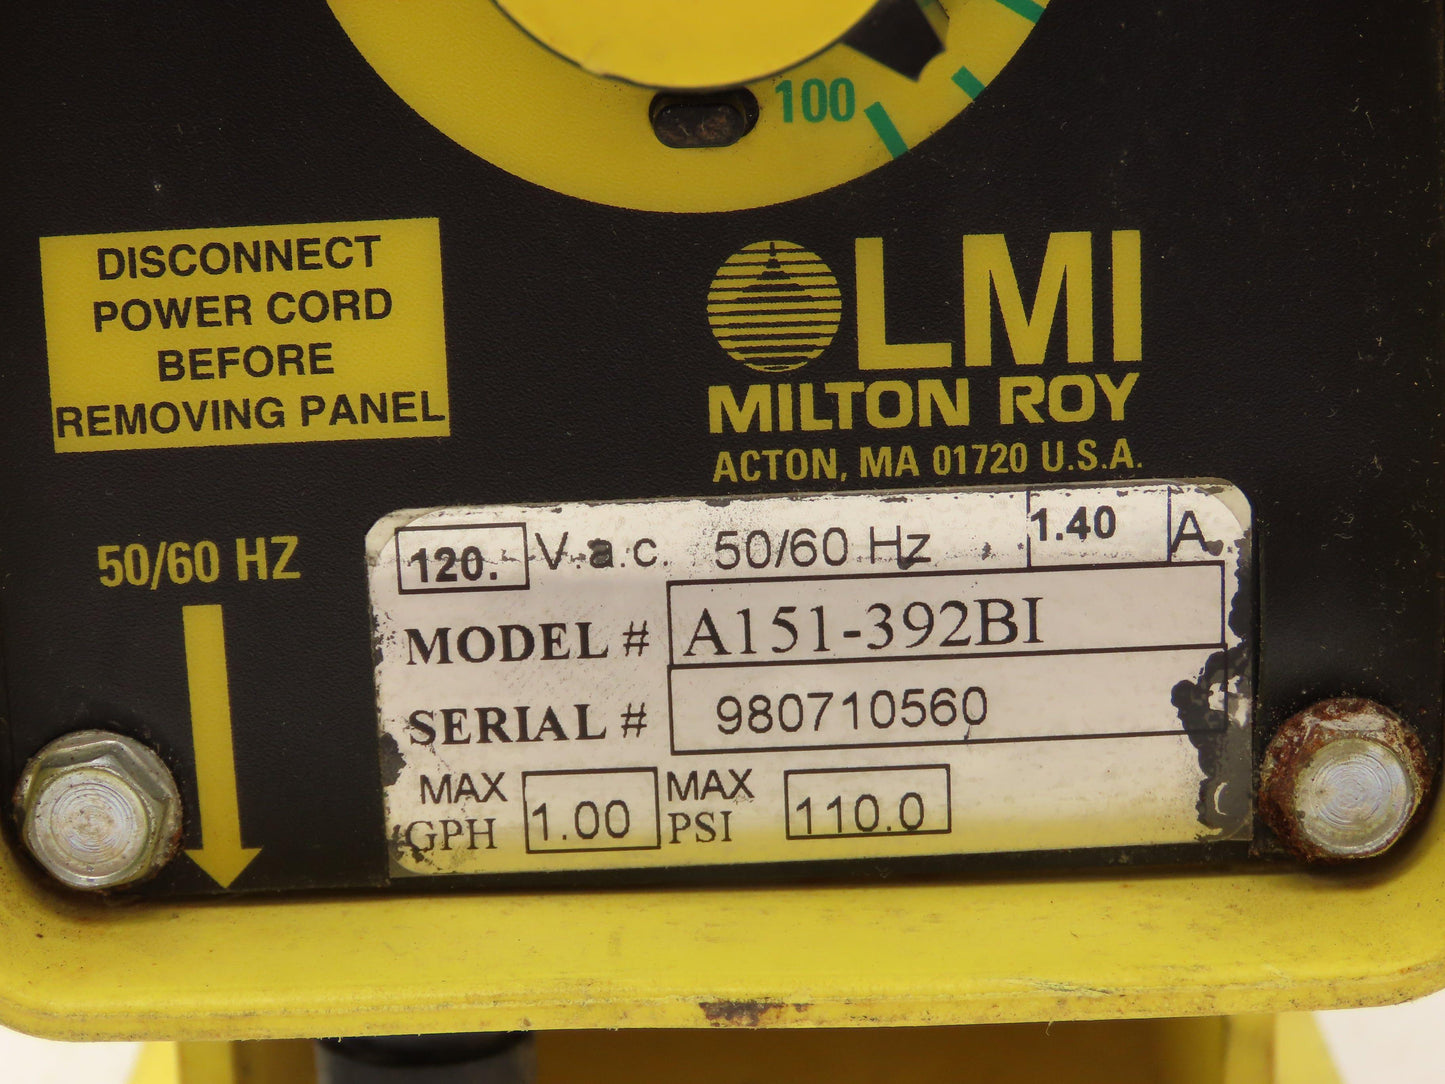 100
DISCONNECT
POWER CORD
BEFORE
REMOVING PANEL
LMI
MILTON ROY
ACTON, MA 01720 U.S.A.
50/60 HZ
120. V.a.c. 50/60 Hz 1.40 A
MODEL # A151-392BI
SERIAL # 980710560
MAX GPH 1.00 MAX PSI 110.0